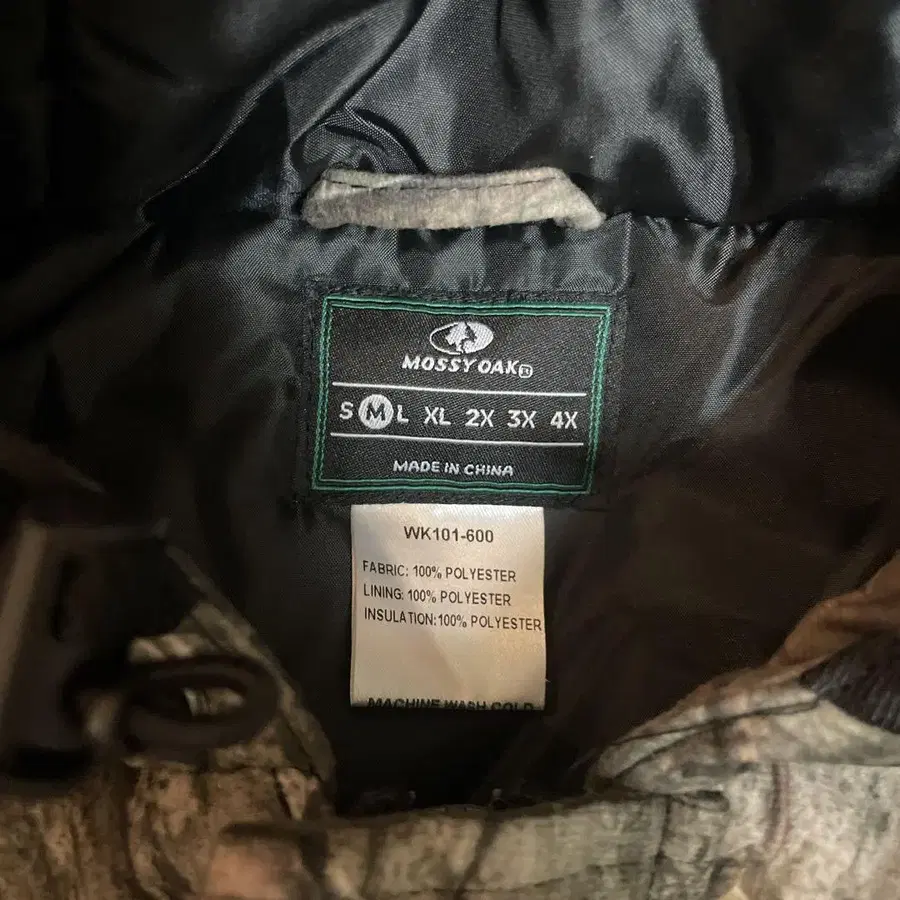 MOSSY OAK®
S M L XL 2X 3X 4X
MADE IN CHINA
WK101-600
FABRIC: 100% POLYESTER
LINING: 100% POLYESTER
INSULATION:100% POLYESTER
MACHINE WASH COLD